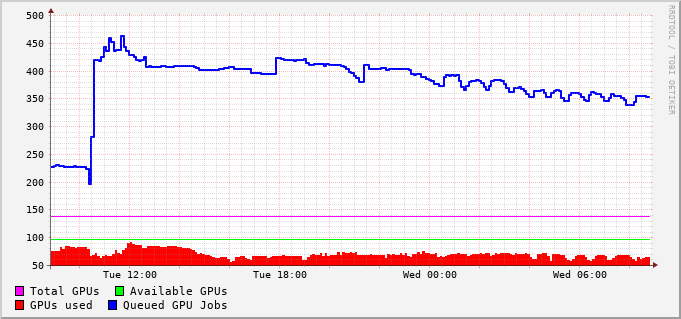 RRDTOOL / TOBI OETIKER
500
450
400
350
300
250
200
150
100
50
Tue 12:00 Tue 18:00 Wed 00:00 Wed 06:00
Total GPUs Available GPUs
GPUs used Queued GPU Jobs